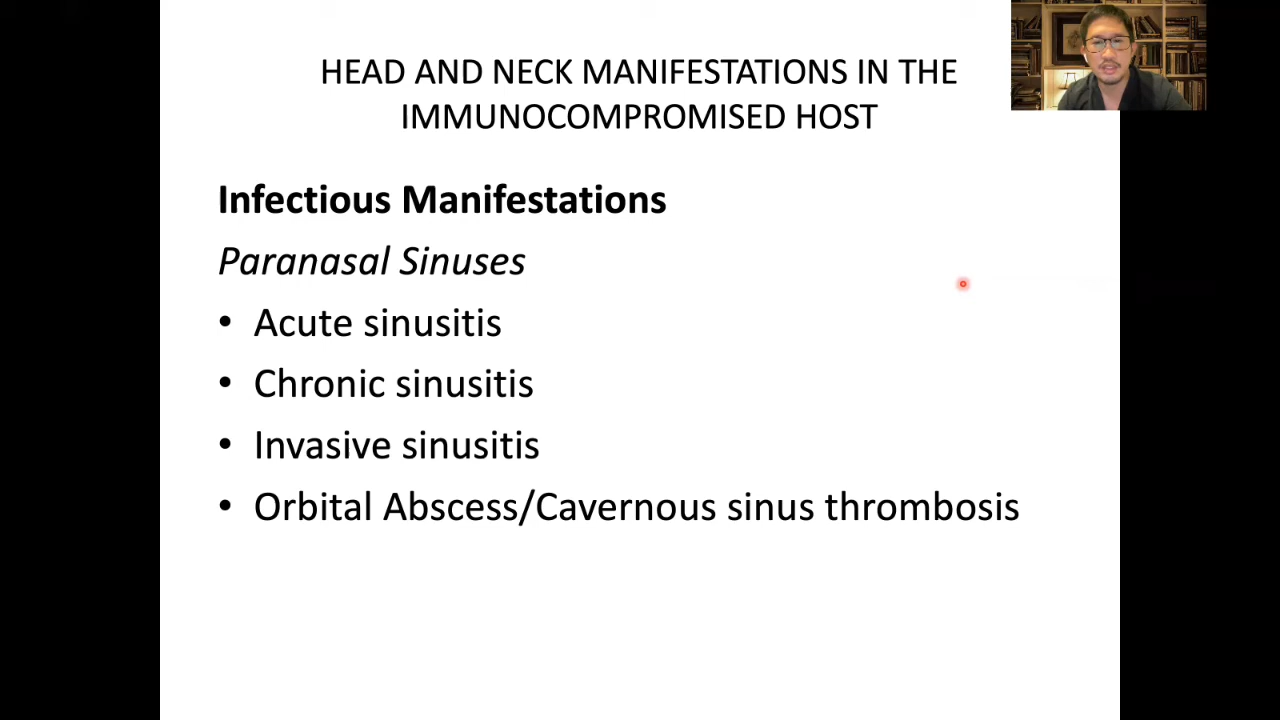 HEAD AND NECK MANIFESTATIONS IN THE
IMMUNOCOMPROMISED HOST
Infectious Manifestations
Paranasal Sinuses
• Acute sinusitis
• Chronic sinusitis
• Invasive sinusitis
• Orbital Abscess/Cavernous sinus thrombosis